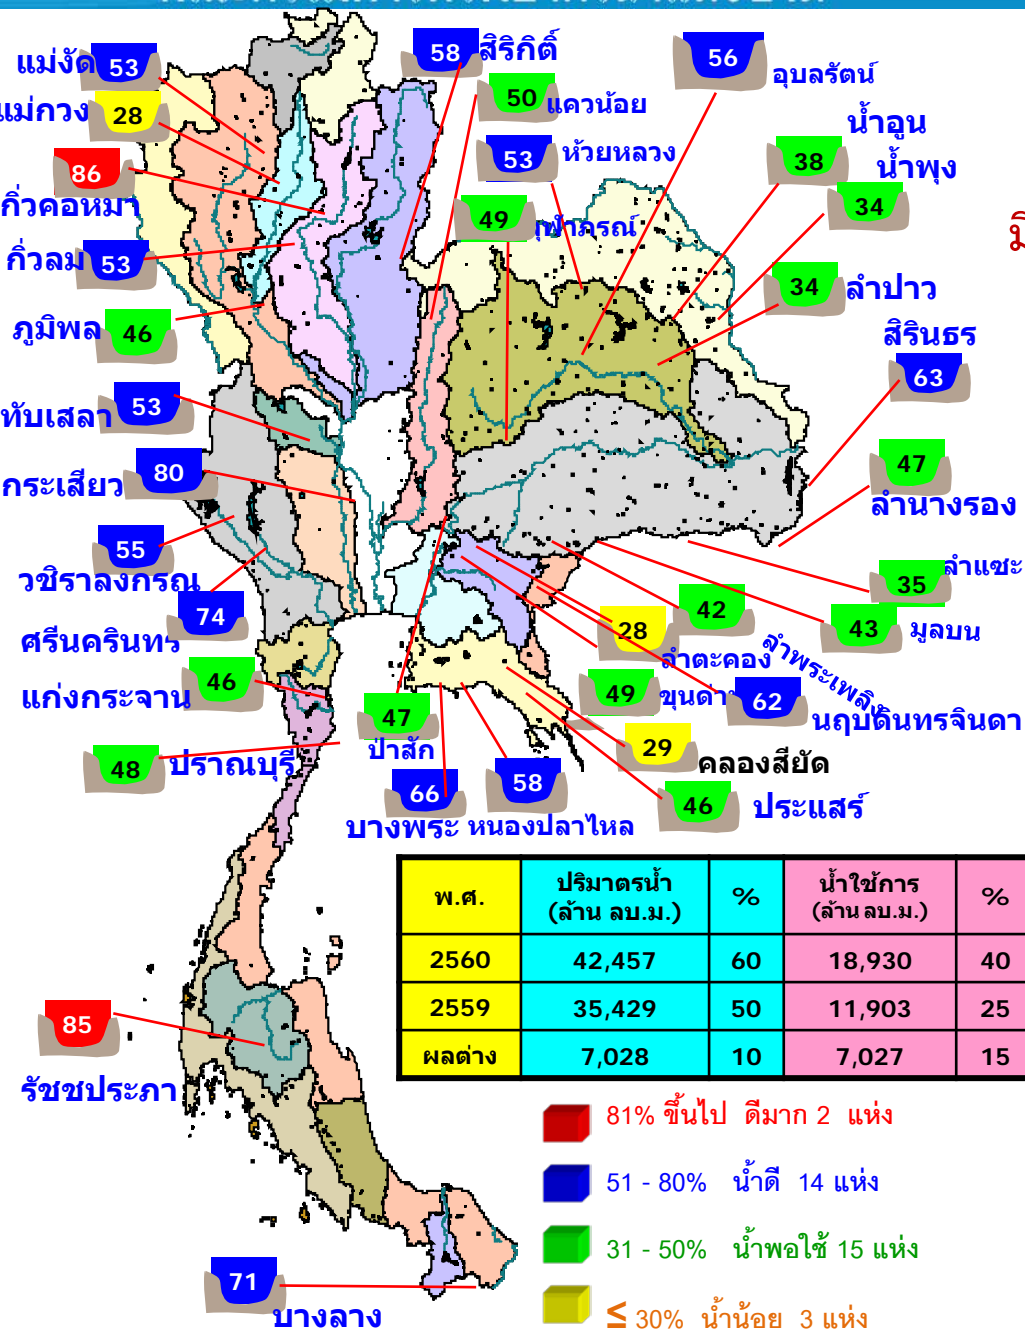 แม่งัด 53
แม่กวง 28
86
กิ่วคอหมา
กิ่วลม 53
ภูมิพล 46
ทับเสลา 53
กระเสียว 80
55
วชิราลงกรณ
74
ศรีนครินทร์
แก่งกระจาน 46
48 ปราณบุรี
58 สิริกิติ์
50 แควน้อย
53 ห้วยหลวง
49
56 อุบลรัตน์
น้ำอูน
38 น้ำพุง
34
34 ลำปาว
สิรินธร
63
47
ลำนางรอง
35 ลำแชะ
43 มูลบน
42
28
ลำตะคอง
ลำพระเพลิง
49
62 นฤบดินทรจินดา
29 คลองสียัด
46 ประแสร์
47
ป่าสัก
66 58
บางพระ หนองปลาไหล
พ.ศ. ปริมาตรน้ำ (ล้าน ลบ.ม.) % น้ำใช้การ (ล้าน ลบ.ม.) %
2560 42,457 60 18,930 40
2559 35,429 50 11,903 25
ผลต่าง 7,028 10 7,027 15
85
รัชชประภา
71
บางลาง
81% ขึ้นไป ดีมาก 2 แห่ง
51 - 80% น้ำดี 14 แห่ง
31 - 50% น้ำพอใช้ 15 แห่ง
≤ 30% น้ำน้อย 3 แห่ง